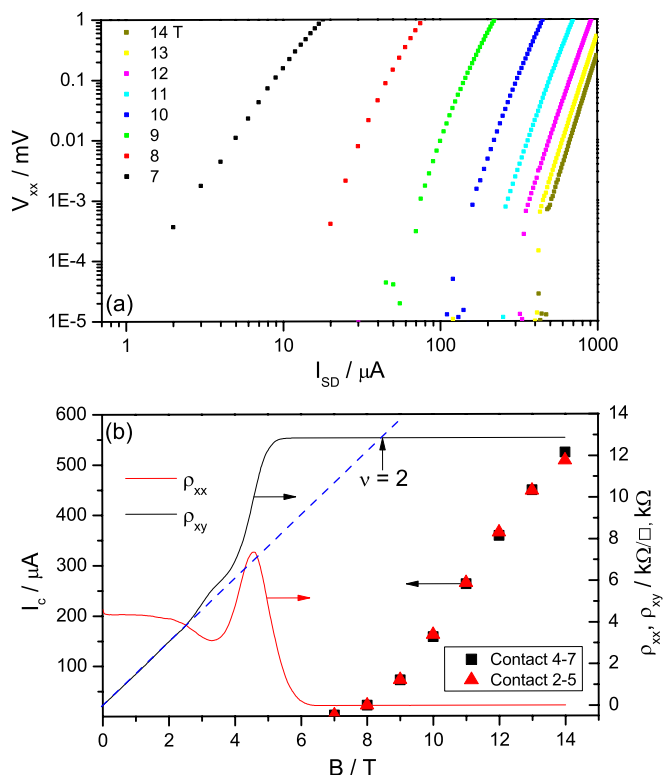 1
0.1
0.01
1E-3
1E-4
1E-5
V_xx / mV
14 T
13
12
11
10
9
8
7
(a)
1
10
100
1000
I_SD / μA
(b)
600
500
400
300
200
100
I_c / μA
ρ_xx
ρ_xy
ν = 2
14
12
10
8
6
4
2
0
ρ_xx, ρ_xy / kΩ/□, kΩ
Contact 4-7
Contact 2-5
0
2
4
6
8
10
12
14
B / T